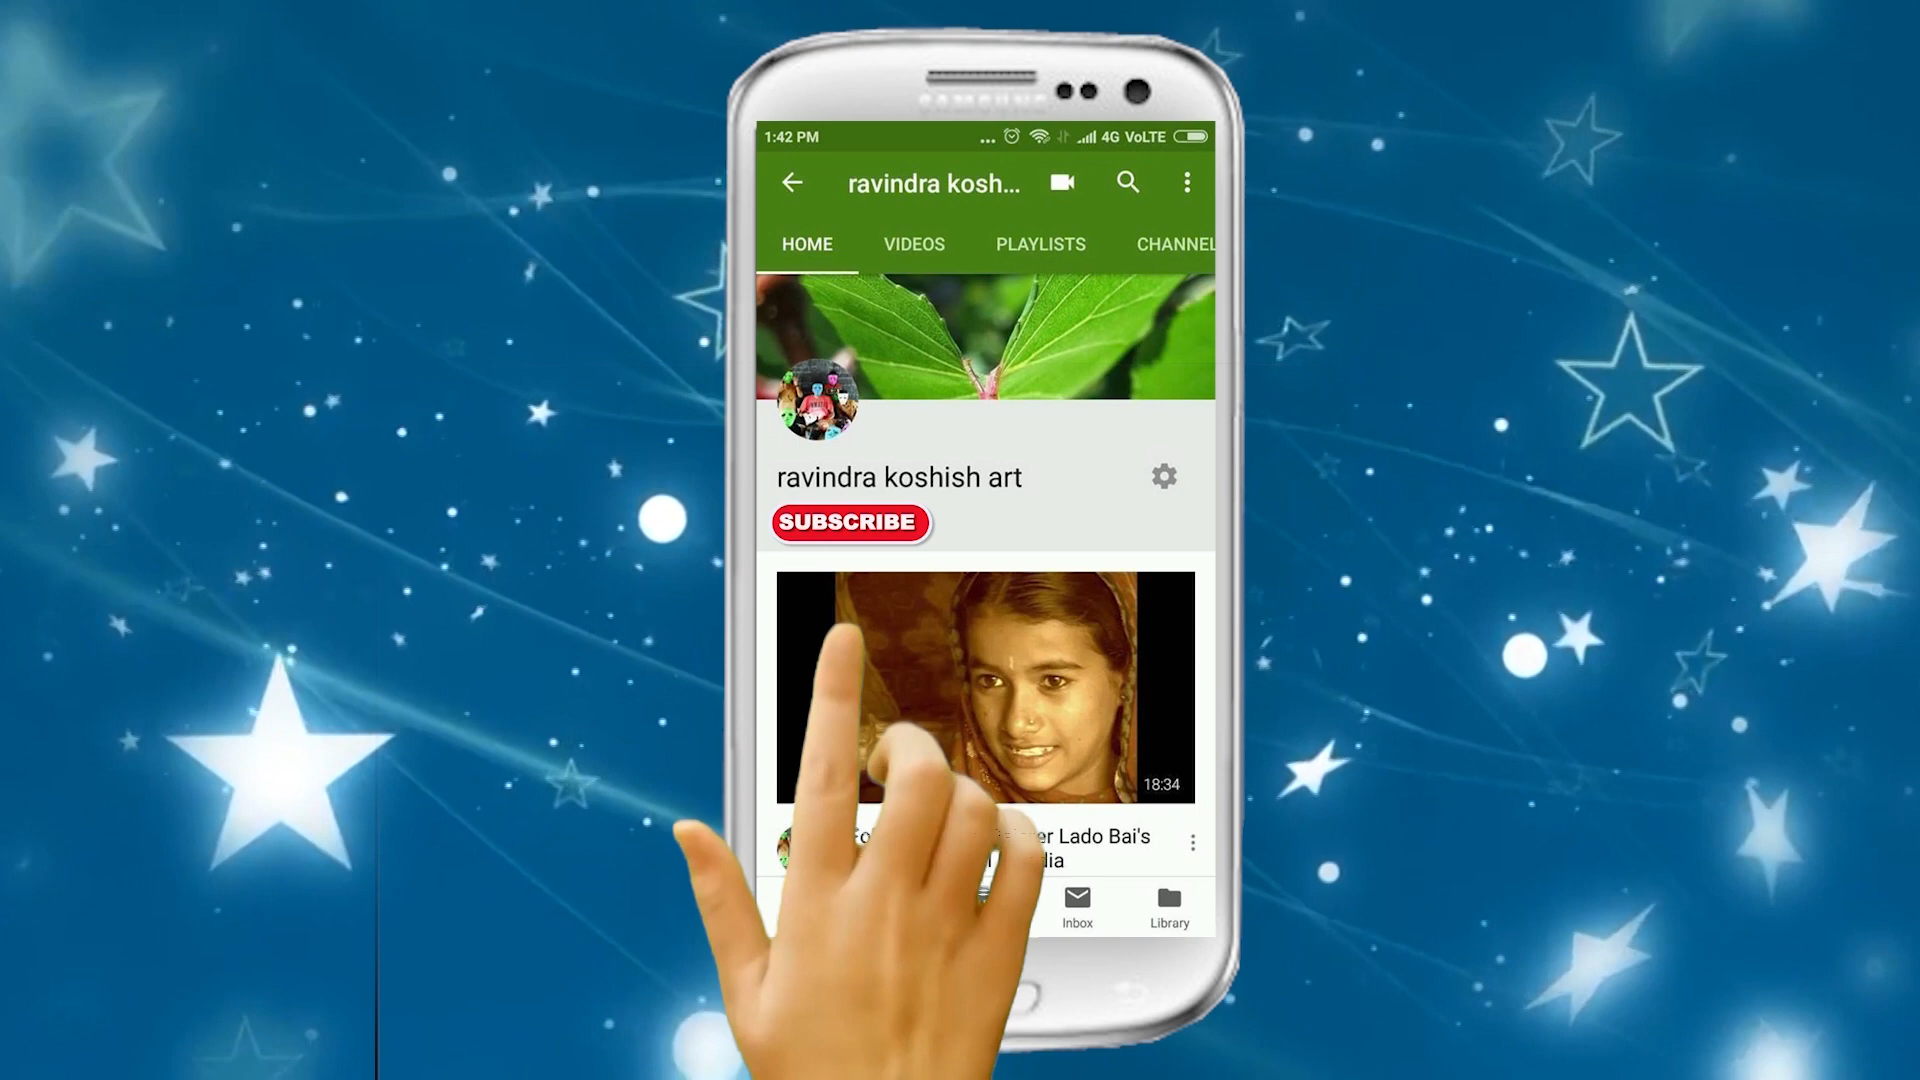 SAMSUNG
1:42 PM
... 4G VoLTE
ravindra kosh...
HOME VIDEOS PLAYLISTS CHANNEL
ravindra koshish art
SUBSCRIBE
18:34
Lado Bai's
Inbox Library